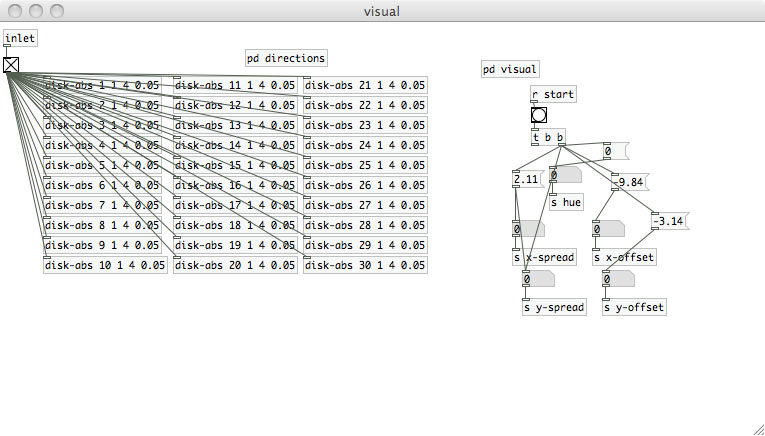 visual
inlet
pd directions
disk-abs 1 1 4 0.05
disk-abs 2 1 4 0.05
disk-abs 3 1 4 0.05
disk-abs 4 1 4 0.05
disk-abs 5 1 4 0.05
disk-abs 6 1 4 0.05
disk-abs 7 1 4 0.05
disk-abs 8 1 4 0.05
disk-abs 9 1 4 0.05
disk-abs 10 1 4 0.05
disk-abs 11 1 4 0.05
disk-abs 12 1 4 0.05
disk-abs 13 1 4 0.05
disk-abs 14 1 4 0.05
disk-abs 15 1 4 0.05
disk-abs 16 1 4 0.05
disk-abs 17 1 4 0.05
disk-abs 18 1 4 0.05
disk-abs 19 1 4 0.05
disk-abs 20 1 4 0.05
disk-abs 21 1 4 0.05
disk-abs 22 1 4 0.05
disk-abs 23 1 4 0.05
disk-abs 24 1 4 0.05
disk-abs 25 1 4 0.05
disk-abs 26 1 4 0.05
disk-abs 27 1 4 0.05
disk-abs 28 1 4 0.05
disk-abs 29 1 4 0.05
disk-abs 30 1 4 0.05
pd visual
r start
t b b
0
2.11
0
-9.84
s hue
-3.14
0
0
s x-spread
s x-offset
0
0
s y-spread
s y-offset